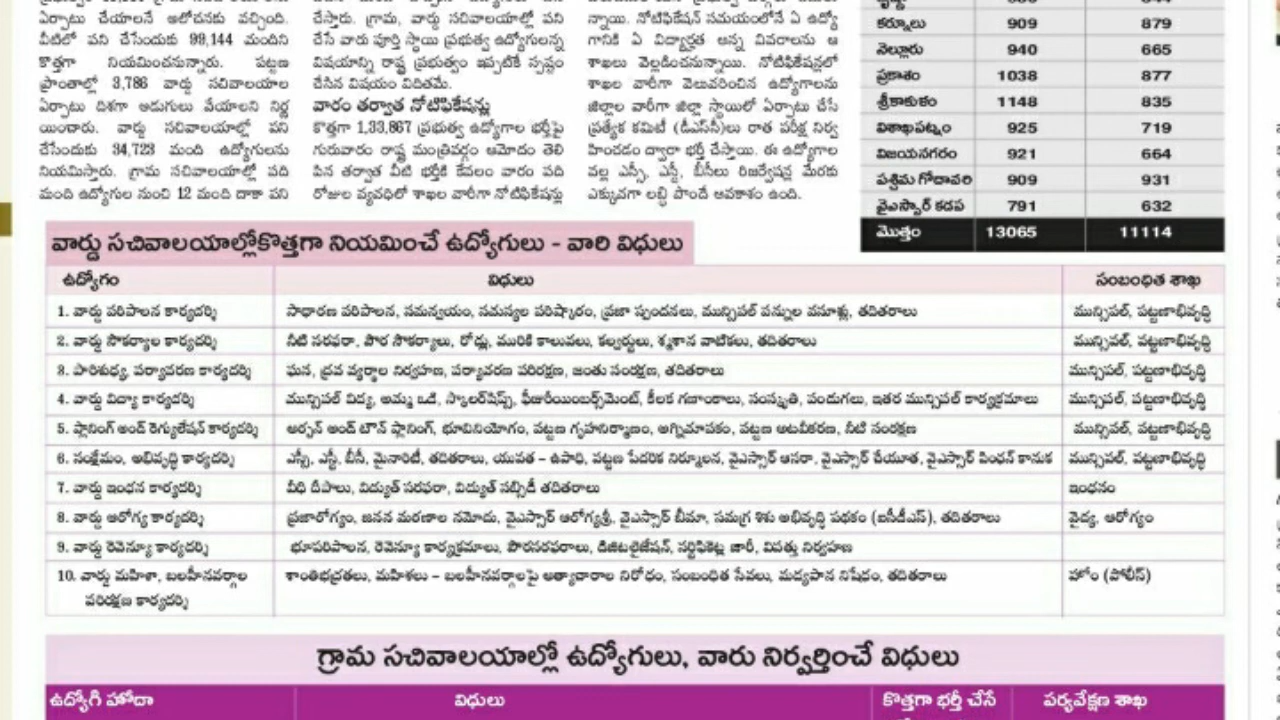 ఏర్పాటు చేయాలనే ఆలోచనకు వచ్చింది.
వీటిలో పని చేసేందుకు 99,144 మందిని
కొత్తగా నియమించనున్నారు. పట్టణ
ప్రాంతాల్లో 3,786 వార్డు సచివాలయాల
ఏర్పాటు దిశగా అడుగులు వేయాలని నిర్ణ
యించారు. వార్డు సచివాలయాల్లో పని
చేసేందుకు 34,723 మంది ఉద్యోగులను
నియమిస్తారు. గ్రామ సచివాలయాల్లో పది
మంది ఉద్యోగుల నుంచి 12 మంది దాకా పని
చేస్తారు. గ్రామ, వార్డు సచివాలయాల్లో పని
చేసే వారు పూర్తి స్థాయి ప్రభుత్వ ఉద్యోగులన్న
విషయాన్ని రాష్ట్ర ప్రభుత్వం ఇప్పటికే స్పష్టం
చేసిన విషయం విదితమే.
వారం తర్వాత నోటిఫికేషన్లు
కొత్తగా 1,33,867 ప్రభుత్వ ఉద్యోగాల భర్తీపై
గురువారం రాష్ట్ర మంత్రివర్గం ఆమోదం తెలి
పిన తర్వాత వీటి భర్తీకి కేవలం వారం పది
రోజుల వ్యవధిలో శాఖల వారీగా నోటిఫికేషన్లు
న్నాయి. నోటిఫికేషన్ సమయంలోనే ఏ ఉద్యో
గానికి ఏ విద్యార్హత అన్న వివరాలను ఆ
శాఖలు వెల్లడించనున్నాయి. నోటిఫికేషన్లలో
శాఖల వారీగా వెలువరించిన ఉద్యోగాలను
జిల్లాల వారీగా జిల్లా స్థాయిలో ఏర్పాటు చేసే
ప్రత్యేక కమిటీ (డీఎస్‌సీ)లు రాత పరీక్ష నిర్వ
హించడం ద్వారా భర్తీ చేస్తాయి. ఈ ఉద్యోగాల
వల్ల ఎస్సీ, ఎస్టీ, బీసీలు రిజర్వేషన్ల మేరకు
ఎక్కువగా లబ్ధి పొందే అవకాశం ఉంది.
కర్నూలు 909 879
నెల్లూరు 940 665
ప్రకాశం 1038 877
శ్రీకాకుళం 1148 835
విశాఖపట్నం 925 719
విజయనగరం 921 664
పశ్చిమ గోదావరి 909 931
వైఎస్సార్ కడప 791 632
మొత్తం 13065 11114
వార్డు సచివాలయాల్లోకొత్తగా నియమించే ఉద్యోగులు - వారి విధులు
ఉద్యోగం విధులు సంబంధిత శాఖ
1. వార్డు పరిపాలన కార్యదర్శి సాధారణ పరిపాలన, సమన్వయం, సమస్యల పరిష్కారం, ప్రజా స్పందనలు, మున్సిపల్ పన్నుల వసూళ్లు, తదితరాలు మున్సిపల్, పట్టణాభివృద్ధి
2. వార్డు సౌకర్యాల కార్యదర్శి నీటి సరఫరా, పౌర సౌకర్యాలు, రోడ్లు, మురికి కాలువలు, కల్వర్టులు, శ్మశాన వాటికలు, తదితరాలు మున్సిపల్, పట్టణాభివృద్ధి
3. పారిశుధ్య, పర్యావరణ కార్యదర్శి ఘన, ద్రవ వ్యర్థాల నిర్వహణ, పర్యావరణ పరిరక్షణ, జంతు సంరక్షణ, తదితరాలు మున్సిపల్, పట్టణాభివృద్ధి
4. వార్డు విద్యా కార్యదర్శి మున్సిపల్ విద్య, అమ్మ ఒడి, స్కాలర్‌షిప్స్, ఫీజురీయింబర్స్‌మెంట్, కీలక గణాంకాలు, సంస్కృతి, పండుగలు, ఇతర మున్సిపల్ కార్యక్రమాలు మున్సిపల్, పట్టణాభివృద్ధి
5. ప్లానింగ్ అండ్ రెగ్యులేషన్ కార్యదర్శి అర్బన్ అండ్ టౌన్ ప్లానింగ్, భూవినియోగం, పట్టణ గృహనిర్మాణం, అగ్నిమాపకం, పట్టణ అటవీకరణ, నీటి సంరక్షణ మున్సిపల్, పట్టణాభివృద్ధి
6. సంక్షేమం, అభివృద్ధి కార్యదర్శి ఎస్సీ, ఎస్టీ, బీసీ, మైనారిటీ, తదితరాలు, యువత – ఉపాధి, పట్టణ పేదరిక నిర్మూలన, వైఎస్సార్ ఆసరా, వైఎస్సార్ చేయూత, వైఎస్సార్ పింఛన్ కానుక మున్సిపల్, పట్టణాభివృద్ధి
7. వార్డు ఇంధన కార్యదర్శి వీధి దీపాలు, విద్యుత్ సరఫరా, విద్యుత్ సబ్సిడీ తదితరాలు ఇంధనం
8. వార్డు ఆరోగ్య కార్యదర్శి ప్రజారోగ్యం, జనన మరణాల నమోదు, వైఎస్సార్ ఆరోగ్యశ్రీ, వైఎస్సార్ బీమా, సమగ్ర శిశు అభివృద్ధి పథకం (ఐసీడీఎస్), తదితరాలు వైద్య, ఆరోగ్యం
9. వార్డు రెవెన్యూ కార్యదర్శి భూపరిపాలన, రెవెన్యూ కార్యక్రమాలు, పౌరసరఫరాలు, డిజిటలైజేషన్, సర్టిఫికెట్ల జారీ, విపత్తు నిర్వహణ
10. వార్డు మహిళా, బలహీనవర్గాల శాంతిభద్రతలు, మహిళలు – బలహీనవర్గాలపై అత్యాచారాల నిరోధం, సంబంధిత సేవలు, మద్యపాన నిషేధం, తదితరాలు హోం (పోలీస్)
పరిరక్షణ కార్యదర్శి
గ్రామ సచివాలయాల్లో ఉద్యోగులు, వారు నిర్వర్తించే విధులు
ఉద్యోగి హోదా విధులు కొత్తగా భర్తీ చేసే పర్యవేక్షణ శాఖ